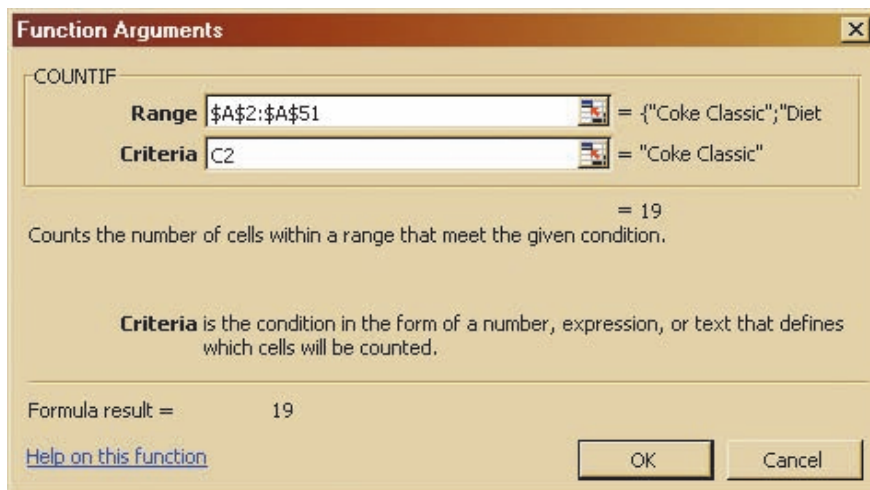 Function Arguments
COUNTIF
Range $A$2:$A$51 = {"Coke Classic";"Diet
Criteria C2 = "Coke Classic"
= 19
Counts the number of cells within a range that meet the given condition.
Criteria is the condition in the form of a number, expression, or text that defines
which cells will be counted.
Formula result = 19
Help on this function OK Cancel